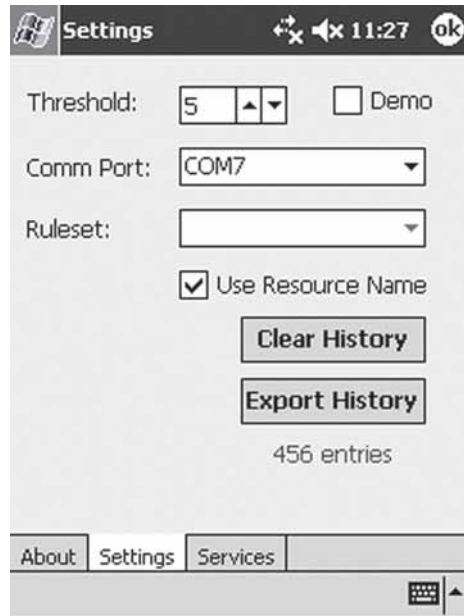 Settings 11:27 ok
Threshold: 5 Demo
Comm Port: COM7
Ruleset:
Use Resource Name
Clear History
Export History
456 entries
About Settings Services